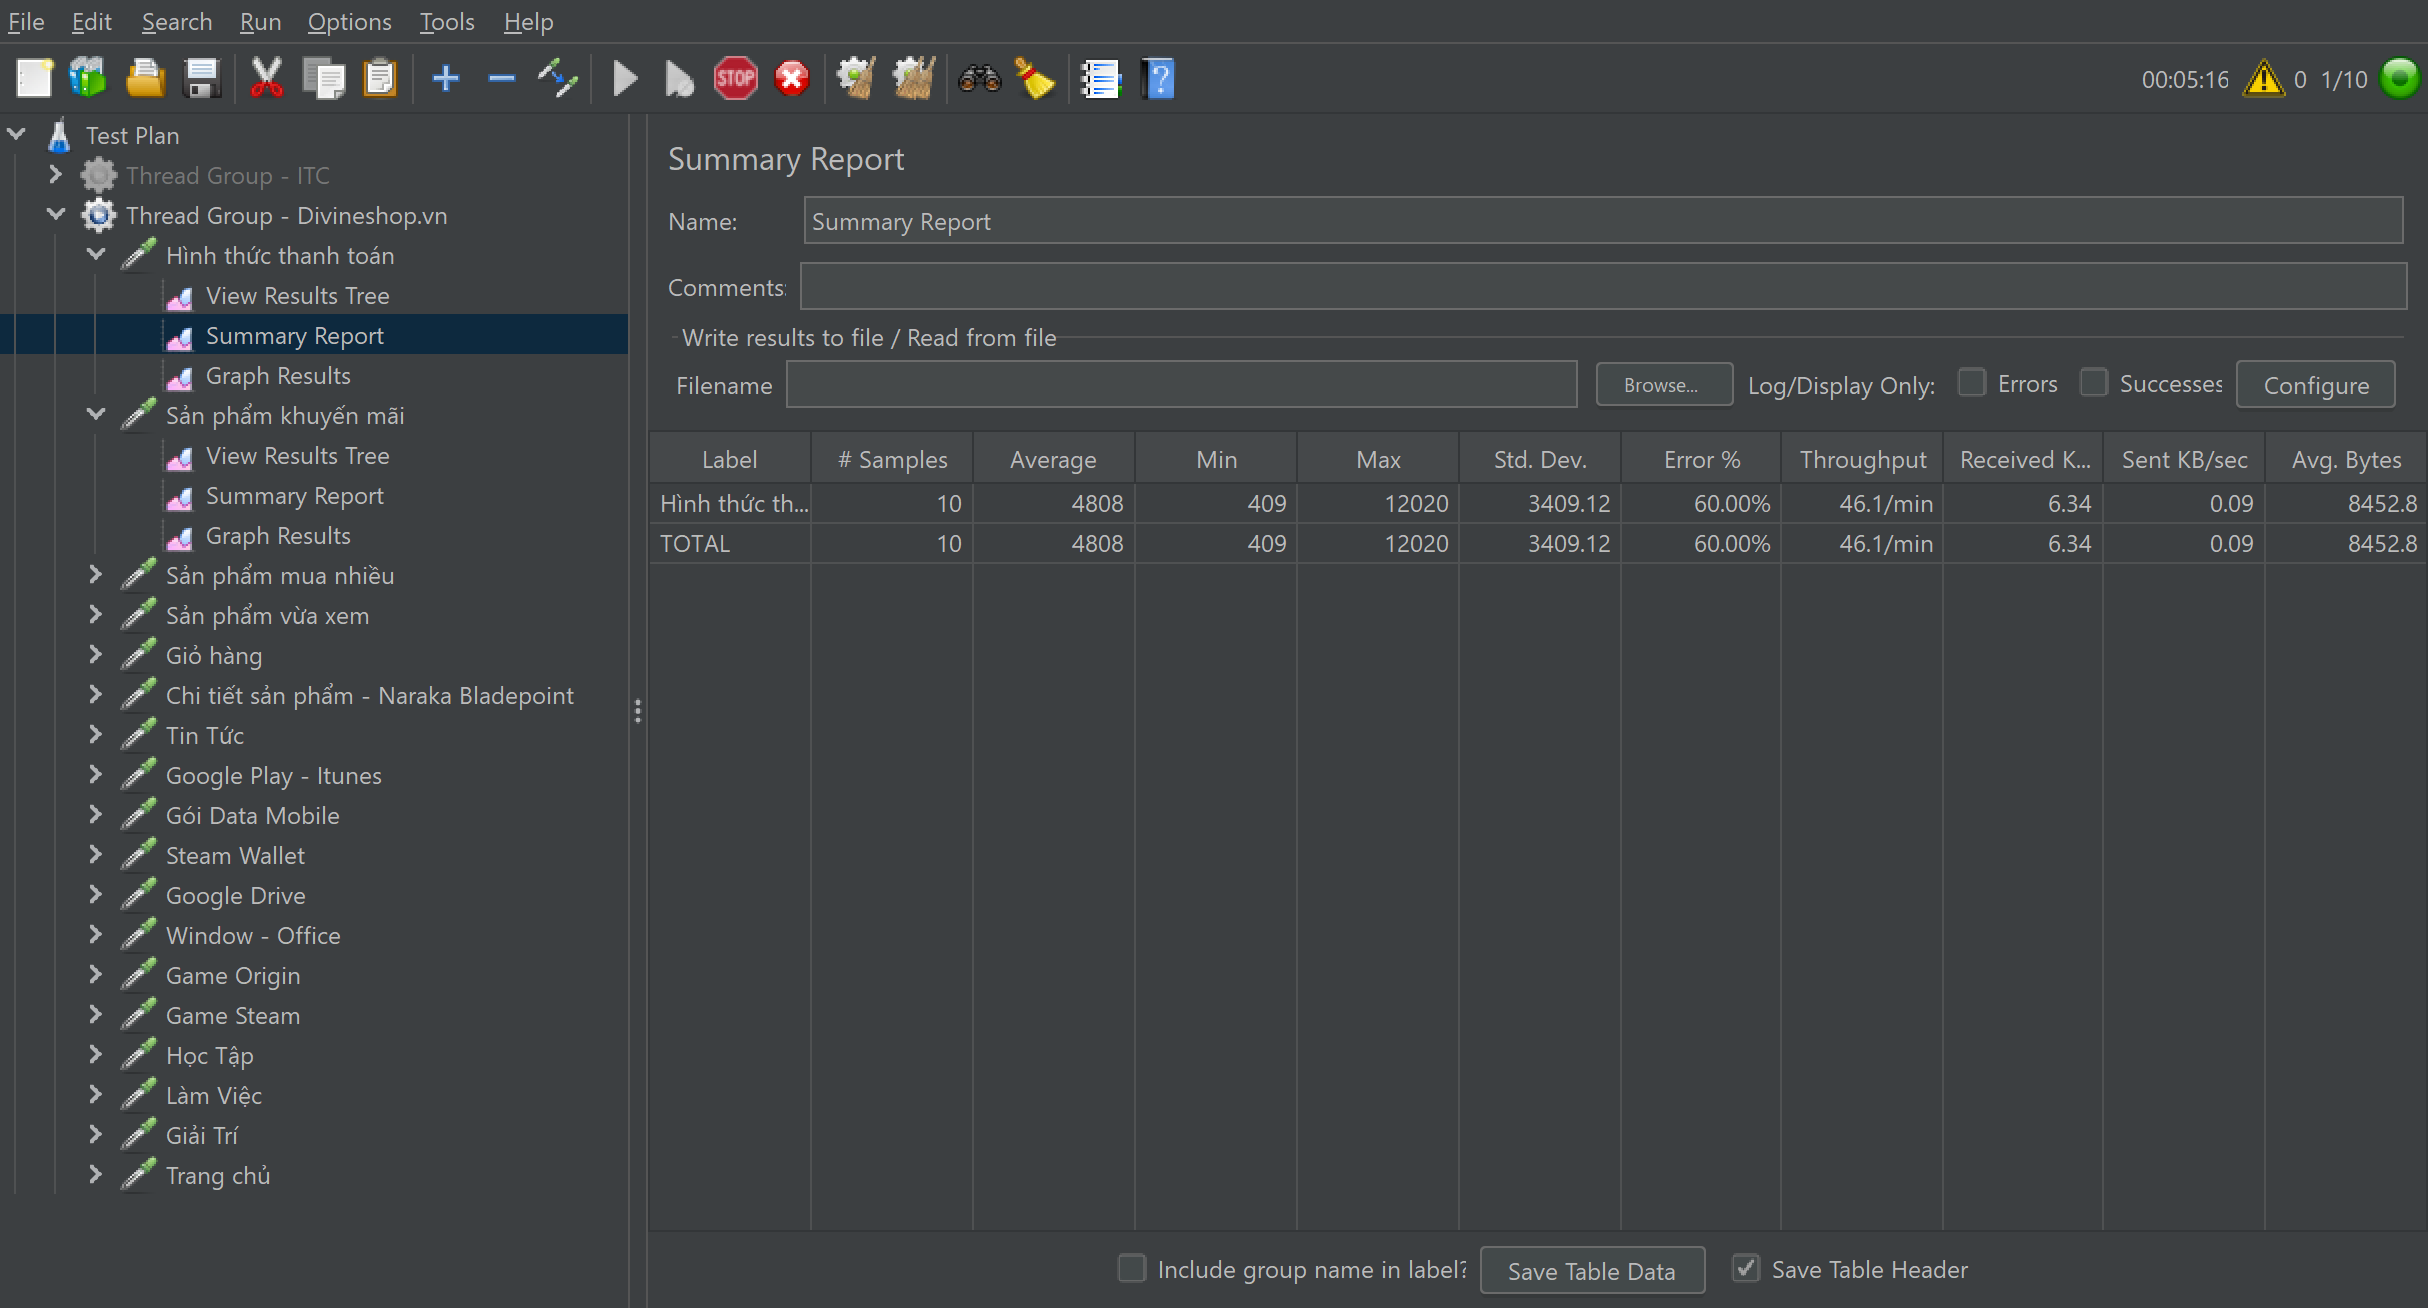 File Edit Search Run Options Tools Help
STOP
00:05:16 0 1/10
Test Plan
Thread Group - ITC
Thread Group - Divineshop.vn
Hình thức thanh toán
View Results Tree
Summary Report
Graph Results
Sản phẩm khuyến mãi
View Results Tree
Summary Report
Graph Results
Sản phẩm mua nhiều
Sản phẩm vừa xem
Giỏ hàng
Chi tiết sản phẩm - Naraka Bladepoint
Tin Tức
Google Play - Itunes
Gói Data Mobile
Steam Wallet
Google Drive
Window - Office
Game Origin
Game Steam
Học Tập
Làm Việc
Giải Trí
Trang chủ
Summary Report
Name: Summary Report
Comments:
Write results to file / Read from file
Filename Browse... Log/Display Only: Errors Successes Configure
Label # Samples Average Min Max Std. Dev. Error % Throughput Received K... Sent KB/sec Avg. Bytes
Hình thức th... 10 4808 409 12020 3409.12 60.00% 46.1/min 6.34 0.09 8452.8
TOTAL 10 4808 409 12020 3409.12 60.00% 46.1/min 6.34 0.09 8452.8
Include group name in label? Save Table Data Save Table Header